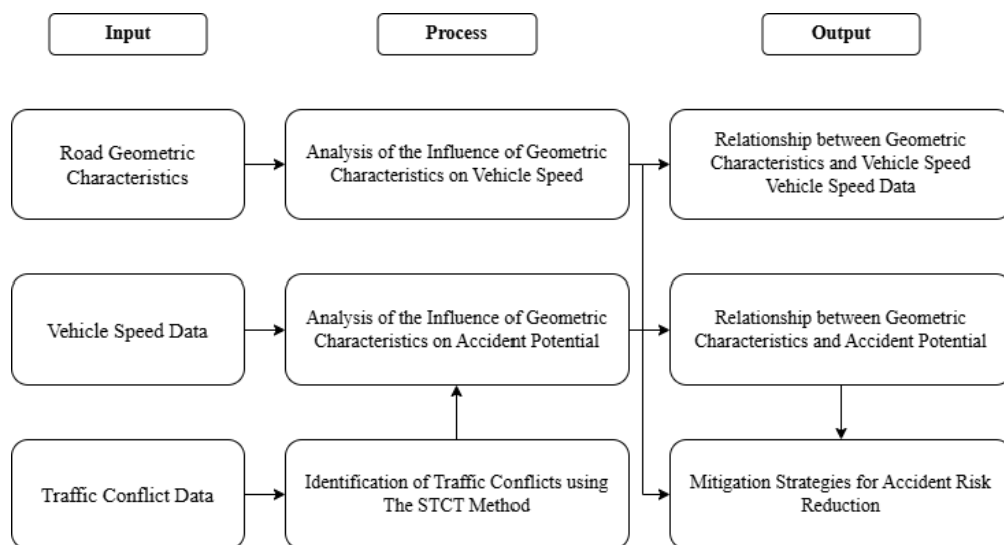 Input
Process
Output
Road Geometric
Characteristics
Analysis of the Influence of Geometric
Characteristics on Vehicle Speed
Relationship between Geometric
Characteristics and Vehicle Speed
Vehicle Speed Data
Vehicle Speed Data
Analysis of the Influence of Geometric
Characteristics on Accident Potential
Relationship between Geometric
Characteristics and Accident Potential
Traffic Conflict Data
Identification of Traffic Conflicts using
The STCT Method
Mitigation Strategies for Accident Risk
Reduction